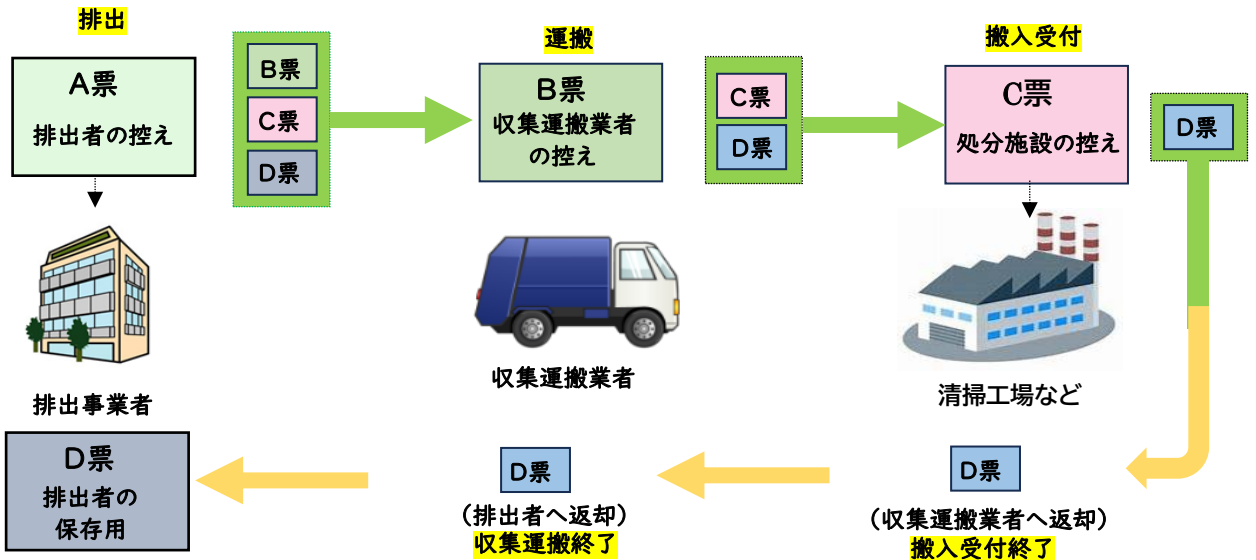 排出
A票
排出者の控え
B票
C票
D票
運搬
B票
収集運搬業者
の控え
C票
D票
搬入受付
C票
処分施設の控え
D票
排出事業者
収集運搬業者
清掃工場など
D票
排出者の
保存用
D票
（排出者へ返却）
収集運搬終了
D票
（収集運搬業者へ返却）
搬入受付終了